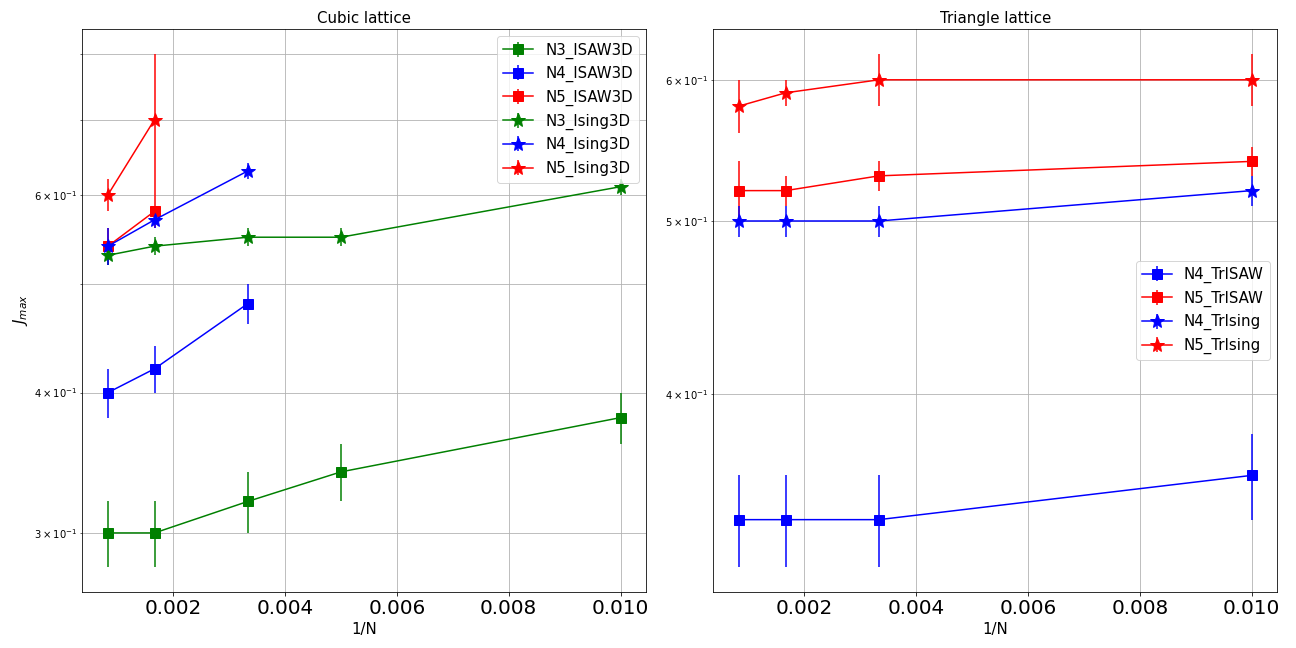 Cubic lattice
N3_ISAW3D
N4_ISAW3D
N5_ISAW3D
N3_Ising3D
N4_Ising3D
N5_Ising3D
J_max
6 × 10⁻¹
4 × 10⁻¹
3 × 10⁻¹
0.002 0.004 0.006 0.008 0.010
1/N
Triangle lattice
6 × 10⁻¹
5 × 10⁻¹
4 × 10⁻¹
N4_TrISAW
N5_TrISAW
N4_TrIsing
N5_TrIsing
0.002 0.004 0.006 0.008 0.010
1/N